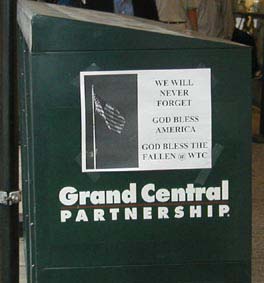 WE WILL
NEVER
FORGET
GOD BLESS
AMERICA
GOD BLESS THE
FALLEN @ WTC
Grand Central
PARTNERSHIP